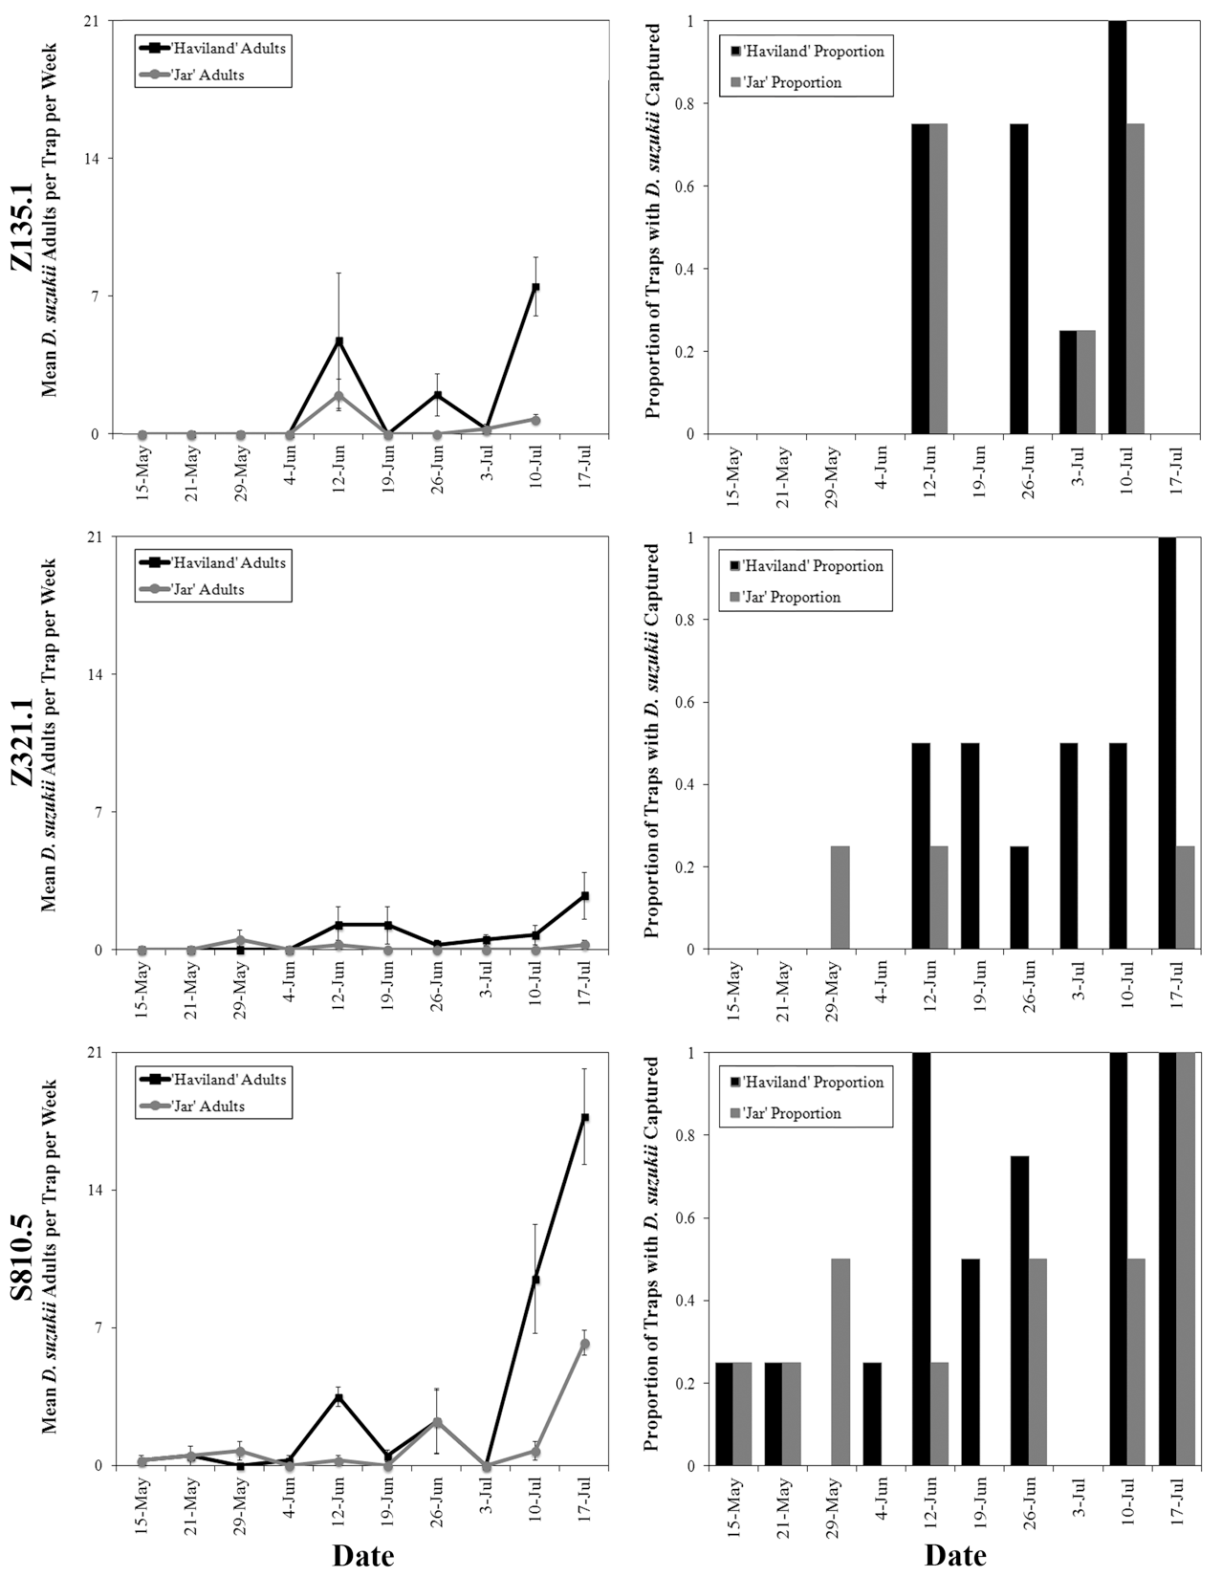 Z135.1
Mean D. suzukii Adults per Trap per Week
21
14
7
0
'Haviland' Adults
'Jar' Adults
15-May
21-May
29-May
4-Jun
12-Jun
19-Jun
26-Jun
3-Jul
10-Jul
17-Jul
Proportion of Traps with D. suzukii Captured
1
0.8
0.6
0.4
0.2
0
'Haviland' Proportion
'Jar' Proportion
15-May
21-May
29-May
4-Jun
12-Jun
19-Jun
26-Jun
3-Jul
10-Jul
17-Jul
Z321.1
Mean D. suzukii Adults per Trap per Week
21
14
7
0
'Haviland' Adults
'Jar' Adults
15-May
21-May
29-May
4-Jun
12-Jun
19-Jun
26-Jun
3-Jul
10-Jul
17-Jul
Proportion of Traps with D. suzukii Captured
1
0.8
0.6
0.4
0.2
0
'Haviland' Proportion
'Jar' Proportion
15-May
21-May
29-May
4-Jun
12-Jun
19-Jun
26-Jun
3-Jul
10-Jul
17-Jul
S810.5
Mean D. suzukii Adults per Trap per Week
21
14
7
0
'Haviland' Adults
'Jar' Adults
15-May
21-May
29-May
4-Jun
12-Jun
19-Jun
26-Jun
3-Jul
10-Jul
17-Jul
Date
Proportion of Traps with D. suzukii Captured
1
0.8
0.6
0.4
0.2
0
'Haviland' Proportion
'Jar' Proportion
15-May
21-May
29-May
4-Jun
12-Jun
19-Jun
26-Jun
3-Jul
10-Jul
17-Jul
Date